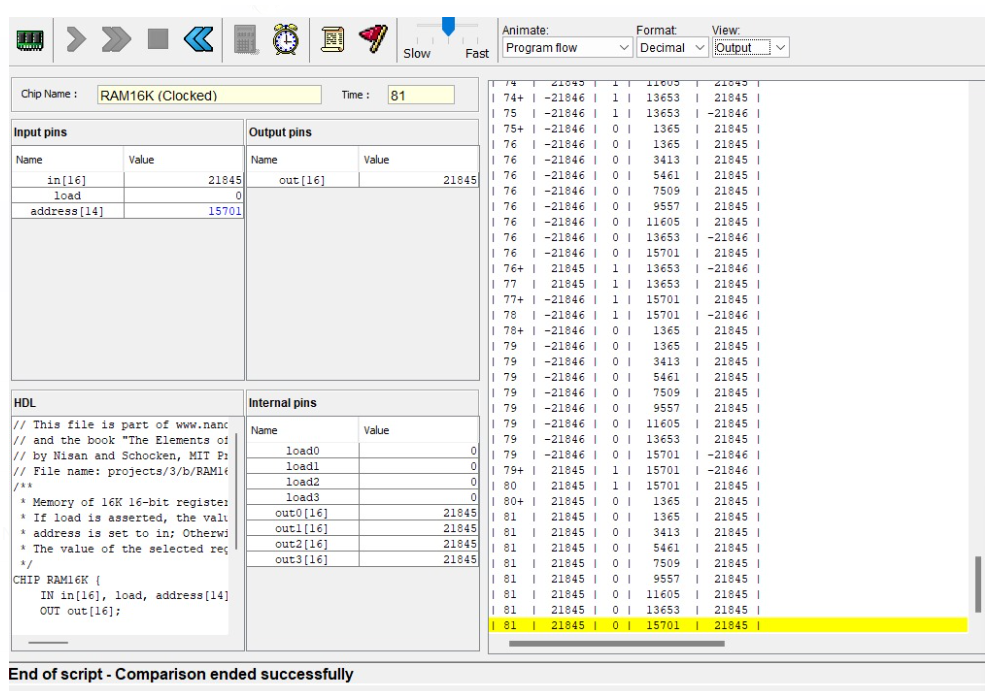 Slow Fast
Animate: Format: View:
Program flow Decimal Output
Chip Name : RAM16K (Clocked) Time : 81
Input pins
Name Value
in[16] 21845
load 0
address[14] 15701
Output pins
Name Value
out[16] 21845
HDL
// This file is part of www.nand
// and the book "The Elements of
// by Nisan and Schocken, MIT
// File name: projects/3/b/RAM16
/**
* Memory of 16K 16-bit register
* If load is asserted, the valu
* address is set to in; Otherwi
* The value of the selected reg
*/
CHIP RAM16K {
IN in[16], load, address[14]
OUT out[16];
Internal pins
Name Value
load0 0
load1 0
load2 0
load3 0
out0[16] 21845
out1[16] 21845
out2[16] 21845
out3[16] 21845
| 74 | 21845 | 1 | 11605 | 21845 |
| 74+ | -21846 | 1 | 13653 | 21845 |
| 75 | -21846 | 1 | 13653 | -21846 |
| 75+ | -21846 | 0 | 1365 | 21845 |
| 76 | -21846 | 0 | 1365 | 21845 |
| 76 | -21846 | 0 | 3413 | 21845 |
| 76 | -21846 | 0 | 5461 | 21845 |
| 76 | -21846 | 0 | 7509 | 21845 |
| 76 | -21846 | 0 | 9557 | 21845 |
| 76 | -21846 | 0 | 11605 | 21845 |
| 76 | -21846 | 0 | 13653 | -21846 |
| 76 | -21846 | 0 | 15701 | 21845 |
| 76+ | 21845 | 1 | 13653 | -21846 |
| 77 | 21845 | 1 | 13653 | 21845 |
| 77+ | -21846 | 1 | 15701 | 21845 |
| 78 | -21846 | 1 | 15701 | -21846 |
| 78+ | -21846 | 0 | 1365 | 21845 |
| 79 | -21846 | 0 | 1365 | 21845 |
| 79 | -21846 | 0 | 3413 | 21845 |
| 79 | -21846 | 0 | 5461 | 21845 |
| 79 | -21846 | 0 | 7509 | 21845 |
| 79 | -21846 | 0 | 9557 | 21845 |
| 79 | -21846 | 0 | 11605 | 21845 |
| 79 | -21846 | 0 | 13653 | 21845 |
| 79 | -21846 | 0 | 15701 | -21846 |
| 79+ | 21845 | 1 | 15701 | -21846 |
| 80 | 21845 | 1 | 15701 | 21845 |
| 80+ | 21845 | 0 | 1365 | 21845 |
| 81 | 21845 | 0 | 1365 | 21845 |
| 81 | 21845 | 0 | 3413 | 21845 |
| 81 | 21845 | 0 | 5461 | 21845 |
| 81 | 21845 | 0 | 7509 | 21845 |
| 81 | 21845 | 0 | 9557 | 21845 |
| 81 | 21845 | 0 | 11605 | 21845 |
| 81 | 21845 | 0 | 13653 | 21845 |
| 81 | 21845 | 0 | 15701 | 21845 |
End of script - Comparison ended successfully